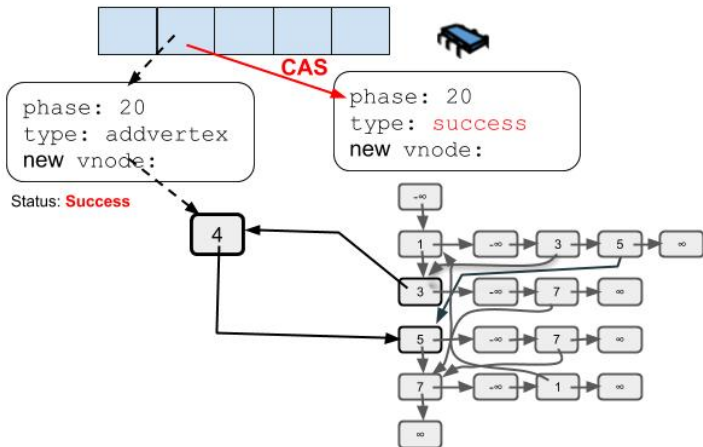 CAS
phase: 20
type: addvertex
new vnode:
phase: 20
type: success
new vnode:
Status: Success
4
-∞
1 -∞ 3 5 ∞
3 -∞ 7 ∞
5 -∞ 7 ∞
7 -∞ 1 ∞
∞